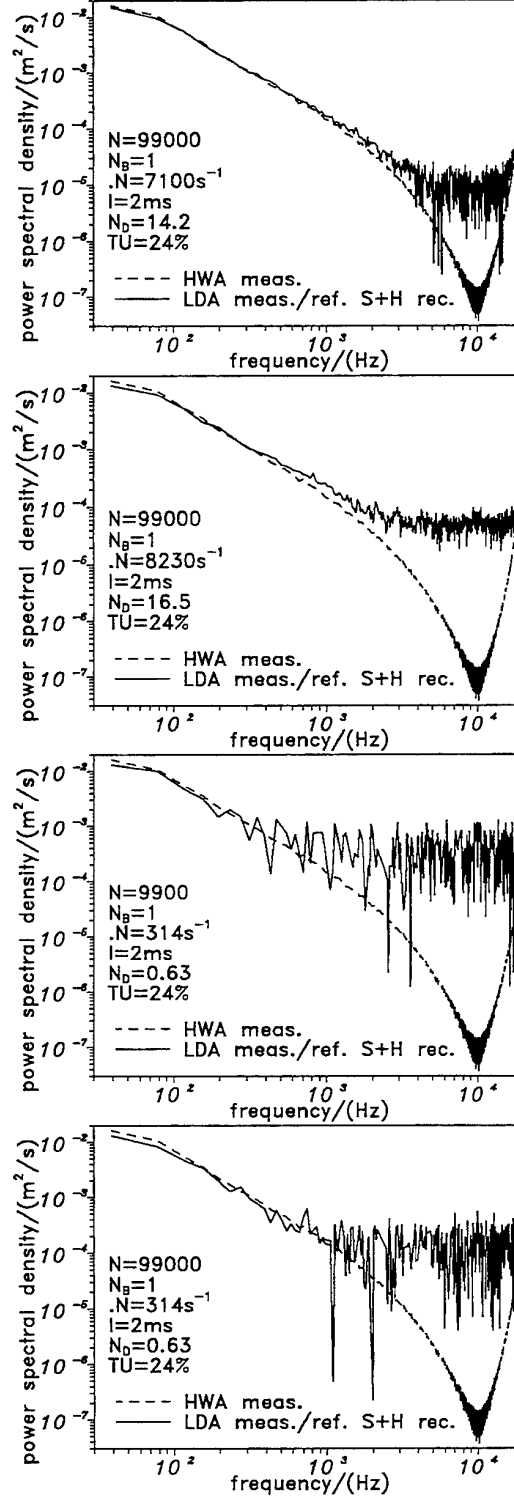 power spectral density/(m²/s)
10⁻²
10⁻³
10⁻⁴
10⁻⁵
10⁻⁶
10⁻⁷
N=99000
N_B=1
.N=7100s⁻¹
I=2ms
N_D=14.2
TU=24%
HWA meas.
LDA meas./ref. S+H rec.
10² 10³ 10⁴
frequency/(Hz)
power spectral density/(m²/s)
10⁻²
10⁻³
10⁻⁴
10⁻⁵
10⁻⁶
10⁻⁷
N=99000
N_B=1
.N=8230s⁻¹
I=2ms
N_D=16.5
TU=24%
HWA meas.
LDA meas./ref. S+H rec.
10² 10³ 10⁴
frequency/(Hz)
power spectral density/(m²/s)
10⁻²
10⁻³
10⁻⁴
10⁻⁵
10⁻⁶
10⁻⁷
N=9900
N_B=1
.N=314s⁻¹
I=2ms
N_D=0.63
TU=24%
HWA meas.
LDA meas./ref. S+H rec.
10² 10³ 10⁴
frequency/(Hz)
power spectral density/(m²/s)
10⁻²
10⁻³
10⁻⁴
10⁻⁵
10⁻⁶
10⁻⁷
N=99000
N_B=1
.N=314s⁻¹
I=2ms
N_D=0.63
TU=24%
HWA meas.
LDA meas./ref. S+H rec.
10² 10³ 10⁴
frequency/(Hz)